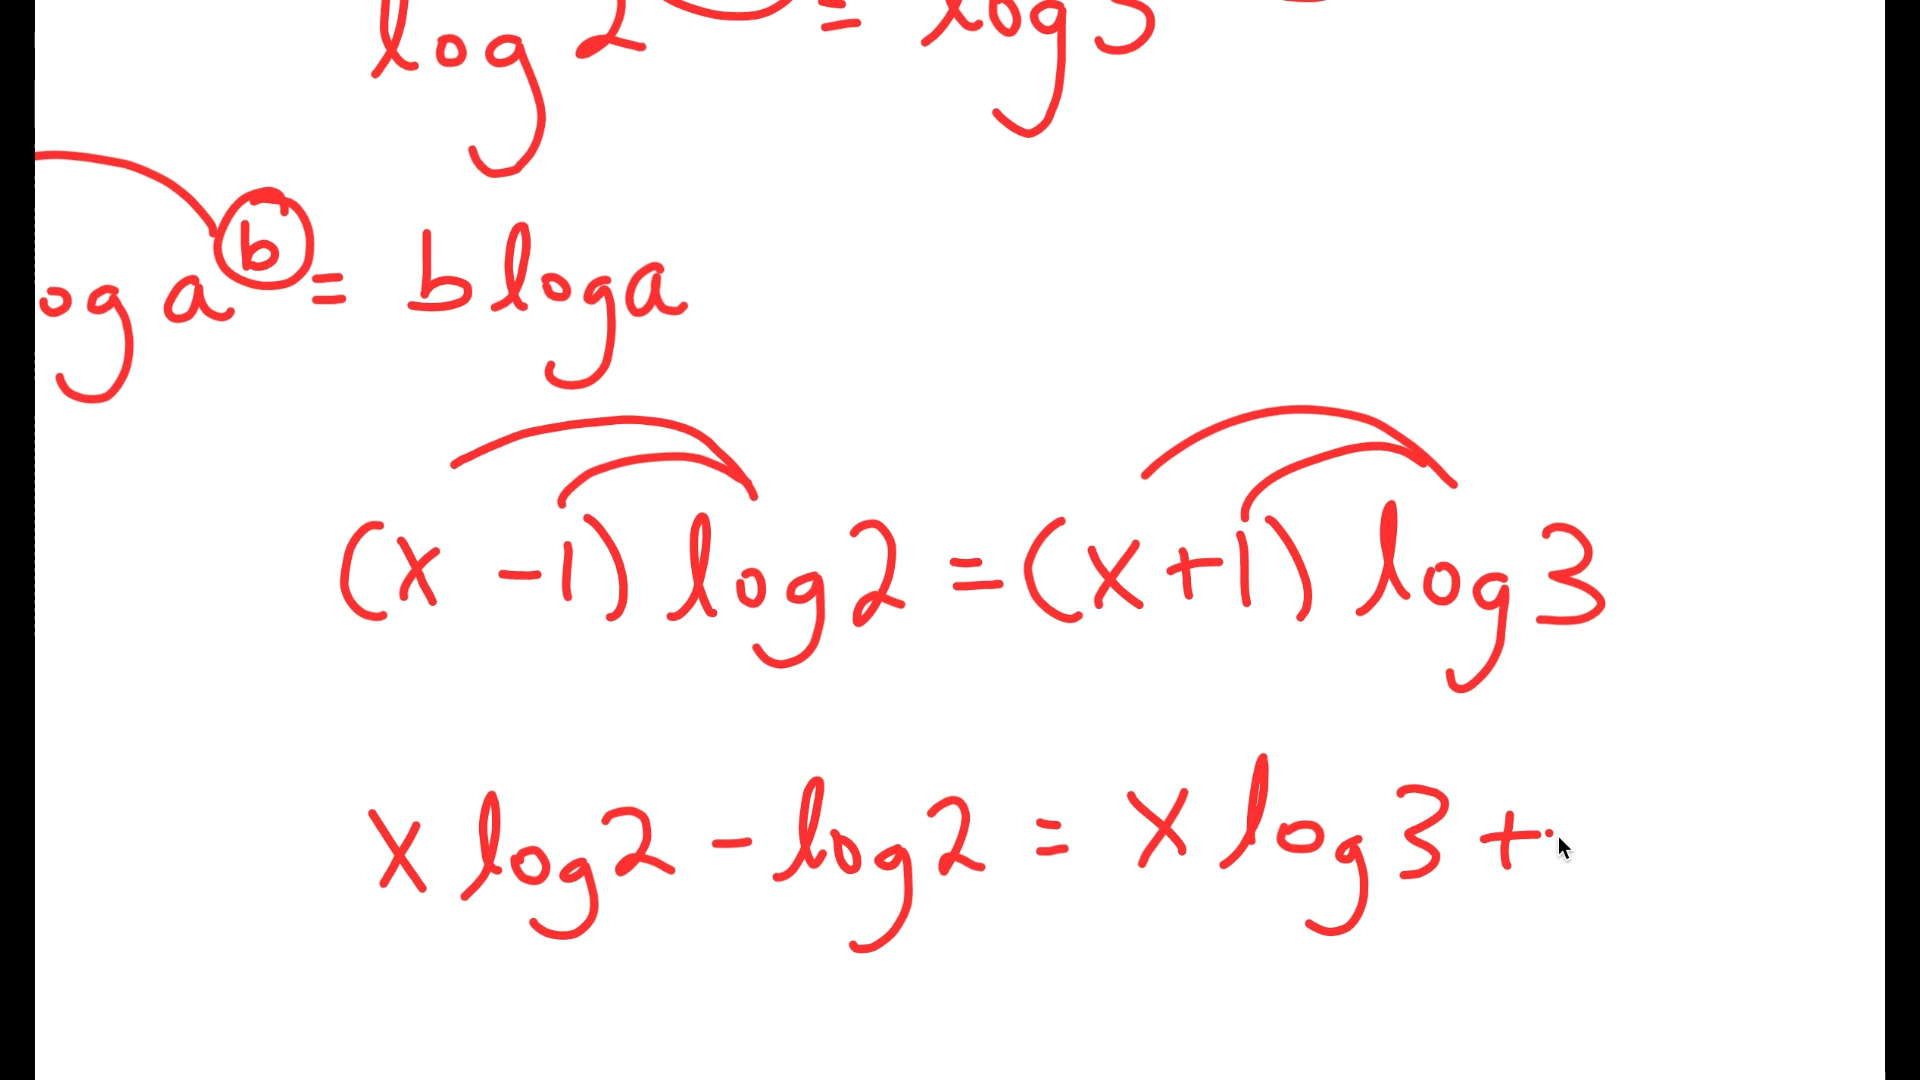 log 2 = log 3
og a^b = b log a
(x - 1) log 2 = (x + 1) log 3
x log 2 - log 2 = x log 3 +